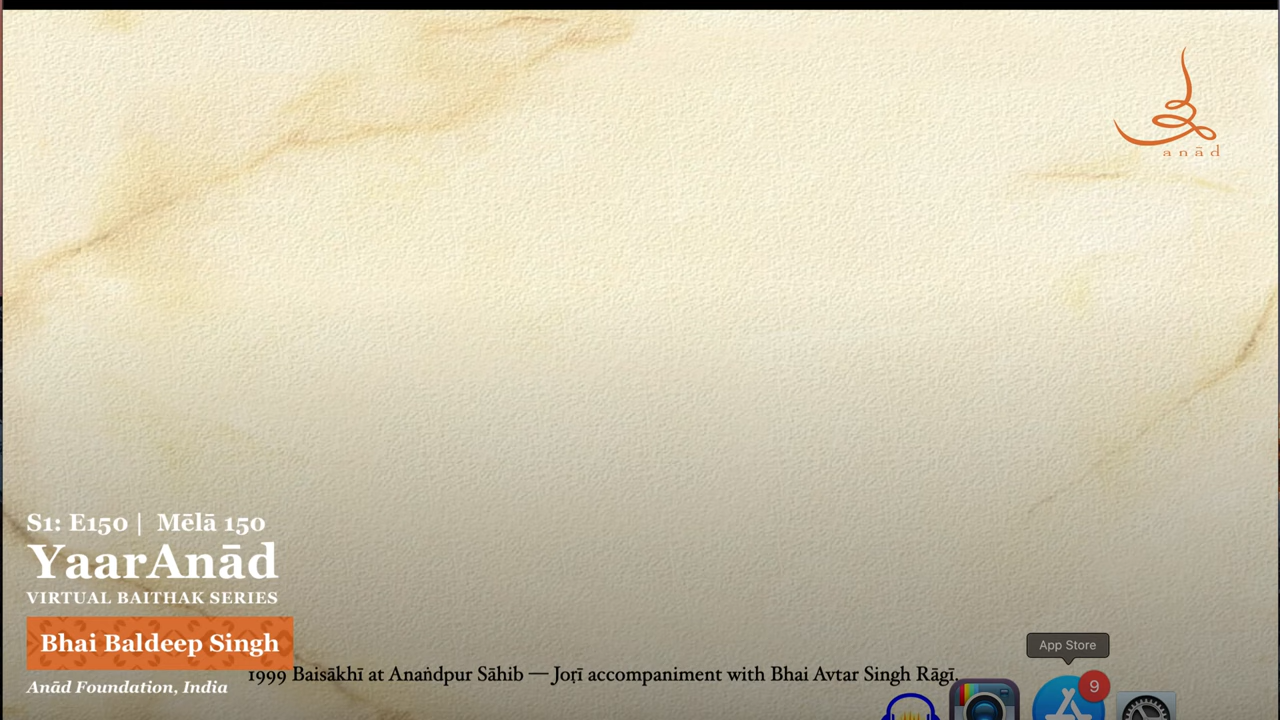 anād
S1: E150 | Mēlā 150
YaarAnād
VIRTUAL BAITHAK SERIES
Bhai Baldeep Singh
1999 Baisākhī at Anaṅdpur Sāhib — Joṛī accompaniment with Bhai Avtar Singh Rāgī.
Anād Foundation, India
App Store
9